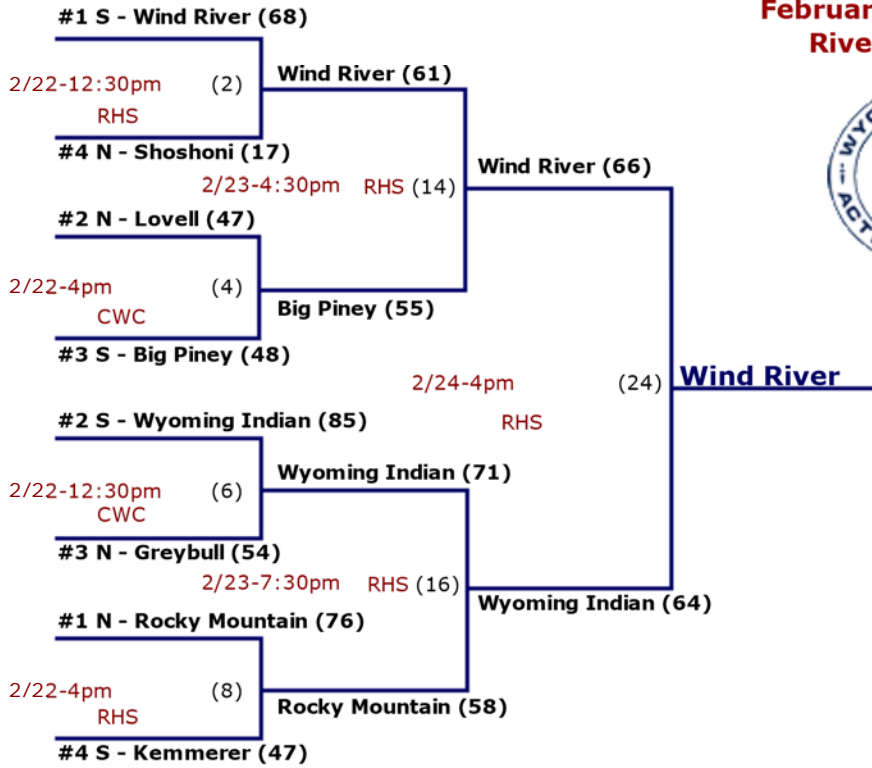 #1 S - Wind River (68)
2/22-12:30pm (2)
RHS
#4 N - Shoshoni (17)
Wind River (61)
2/23-4:30pm RHS (14)
#2 N - Lovell (47)
2/22-4pm (4)
CWC
#3 S - Big Piney (48)
Big Piney (55)
Wind River (66)
2/24-4pm (24)
RHS
Wind River
#2 S - Wyoming Indian (85)
2/22-12:30pm (6)
CWC
#3 N - Greybull (54)
Wyoming Indian (71)
2/23-7:30pm RHS (16)
Wyoming Indian (64)
#1 N - Rocky Mountain (76)
2/22-4pm (8)
RHS
#4 S - Kemmerer (47)
Rocky Mountain (58)
Februar
Rive
WYO
ACT